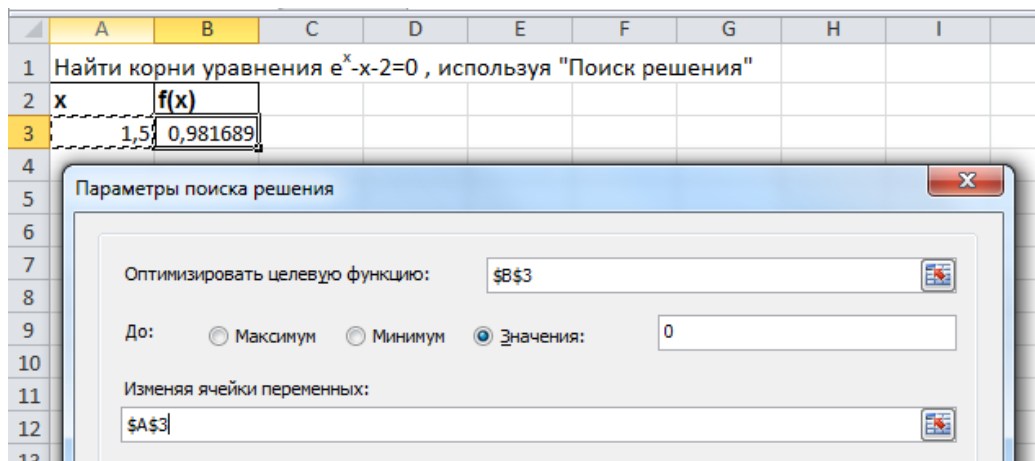 A B C D E F G H I
1 Найти корни уравнения eˣ-x-2=0 , используя "Поиск решения"
2 x f(x)
3 1,5 0,981689
4
Параметры поиска решения
5
6
7
Оптимизировать целевую функцию: $B$3
8
9 До: Максимум Минимум Значения: 0
10
11 Изменяя ячейки переменных:
12 $A$3
13